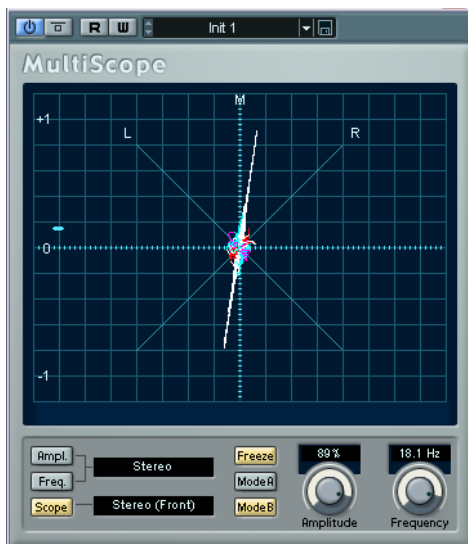 R W Init 1
MultiScope
M
+1
L R
0
-1
Ampl.
Freq.
Stereo
Scope
Stereo (Front)
Freeze
Mode A
Mode B
89%
Amplitude
18.1 Hz
Frequency